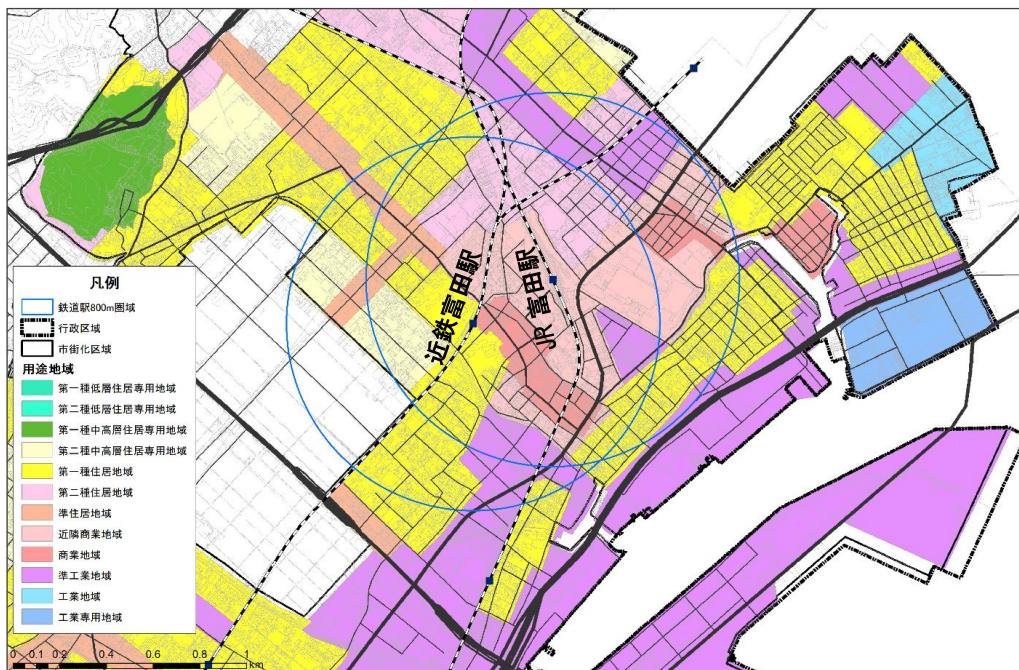 近鉄富田駅
JR 富田駅
凡例
鉄道駅800m圏域
行政区域
市街化区域
用途地域
第一種低層住居専用地域
第二種低層住居専用地域
第一種中高層住居専用地域
第二種中高層住居専用地域
第一種住居地域
第二種住居地域
準住居地域
近隣商業地域
商業地域
準工業地域
工業地域
工業専用地域
0 0.1 0.2 0.4 0.6 0.8 1
km